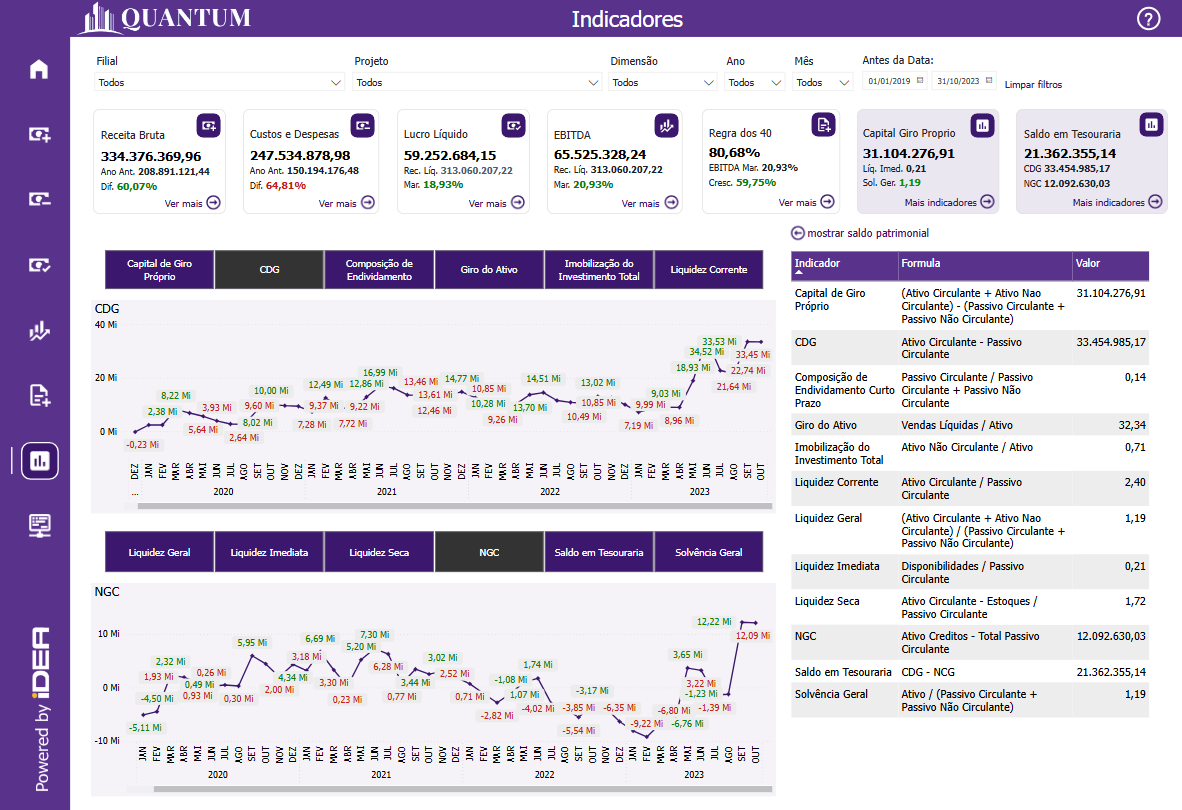 QUANTUM
Indicadores
?
Filial
Projeto
Dimensão
Ano
Mês
Antes da Data:
Todos
Todos
Todos
Todos
Todos
01/01/2019
31/10/2023
Limpar filtros
Receita Bruta
334.376.369,96
Ano Ant. 208.891.121,44
Dif. 60,07%
Ver mais
Custos e Despesas
247.534.878,98
Ano Ant. 150.194.176,48
Dif. 64,81%
Ver mais
Lucro Líquido
59.252.684,15
Rec. Líq. 313.060.207,22
Mar. 18,93%
Ver mais
EBITDA
65.525.328,24
Rec. Líq. 313.060.207,22
Mar. 20,93%
Ver mais
Regra dos 40
80,68%
EBITDA Mar. 20,93%
Cresc. 59,75%
Ver mais
Capital Giro Proprio
31.104.276,91
Líq. Imed. 0,21
Sol. Ger. 1,19
Mais indicadores
Saldo em Tesouraria
21.362.355,14
CDG 33.454.985,17
NGC 12.092.630,03
Mais indicadores
mostrar saldo patrimonial
Capital de Giro
Próprio
CDG
Composição de
Endividamento
Giro do Ativo
Imobilização do
Investimento Total
Liquidez Corrente
CDG
40 Mi
20 Mi
0 Mi
-0,23 Mi
2,38 Mi
8,22 Mi
5,64 Mi
3,93 Mi
2,64 Mi
9,60 Mi
8,02 Mi
10,00 Mi
7,28 Mi
12,49 Mi
9,37 Mi
7,72 Mi
12,86 Mi
9,22 Mi
16,99 Mi
13,46 Mi
13,61 Mi
12,46 Mi
14,77 Mi
10,85 Mi
10,28 Mi
9,26 Mi
13,70 Mi
14,51 Mi
10,49 Mi
13,02 Mi
10,85 Mi
7,19 Mi
9,99 Mi
9,03 Mi
8,96 Mi
18,93 Mi
34,52 Mi
33,53 Mi
21,64 Mi
22,74 Mi
33,45 Mi
DEZ JAN FEV MAR ABR MAI JUN JUL AGO SET OUT NOV DEZ JAN FEV MAR ABR MAI JUN JUL AGO SET OUT NOV DEZ JAN FEV MAR ABR MAI JUN JUL AGO SET OUT NOV DEZ JAN FEV MAR ABR MAI JUN JUL AGO SET OUT
... 2020 2021 2022 2023
Liquidez Geral
Liquidez Imediata
Liquidez Seca
NGC
Saldo em Tesouraria
Solvência Geral
NGC
10 Mi
0 Mi
-10 Mi
-5,11 Mi
-4,50 Mi
1,93 Mi
2,32 Mi
0,49 Mi
0,93 Mi
0,26 Mi
0,30 Mi
5,95 Mi
2,00 Mi
4,34 Mi
3,18 Mi
6,69 Mi
3,30 Mi
0,23 Mi
5,20 Mi
7,30 Mi
6,28 Mi
0,77 Mi
3,44 Mi
3,02 Mi
2,52 Mi
0,71 Mi
-2,82 Mi
-1,08 Mi
1,07 Mi
1,74 Mi
-4,02 Mi
-3,85 Mi
-5,54 Mi
-3,17 Mi
-6,35 Mi
-9,22 Mi
-6,80 Mi
-6,76 Mi
3,65 Mi
3,22 Mi
-1,23 Mi
-1,39 Mi
12,22 Mi
12,09 Mi
JAN FEV MAR ABR MAI JUN JUL AGO SET OUT NOV DEZ JAN FEV MAR ABR MAI JUN JUL AGO SET OUT NOV DEZ JAN FEV MAR ABR MAI JUN JUL AGO SET OUT NOV DEZ JAN FEV MAR ABR MAI JUN JUL AGO SET OUT
2020 2021 2022 2023
Indicador Formula Valor
Capital de Giro (Ativo Circulante + Ativo Nao 31.104.276,91
Próprio Circulante) - (Passivo Circulante +
Passivo Não Circulante)
CDG Ativo Circulante - Passivo 33.454.985,17
Circulante
Composição de Passivo Circulante / Passivo 0,14
Endividamento Curto Circulante + Passivo Não
Prazo Circulante
Giro do Ativo Vendas Líquidas / Ativo 32,34
Imobilização do Ativo Não Circulante / Ativo 0,71
Investimento Total
Liquidez Corrente Ativo Circulante / Passivo 2,40
Circulante
Liquidez Geral (Ativo Circulante + Ativo Nao 1,19
Circulante) / (Passivo Circulante +
Passivo Não Circulante)
Liquidez Imediata Disponibilidades / Passivo 0,21
Circulante
Liquidez Seca Ativo Circulante - Estoques / 1,72
Passivo Circulante
NGC Ativo Creditos - Total Passivo 12.092.630,03
Circulante
Saldo em Tesouraria CDG - NCG 21.362.355,14
Solvência Geral Ativo / (Passivo Circulante + 1,19
Passivo Não Circulante)
Powered by iDEA